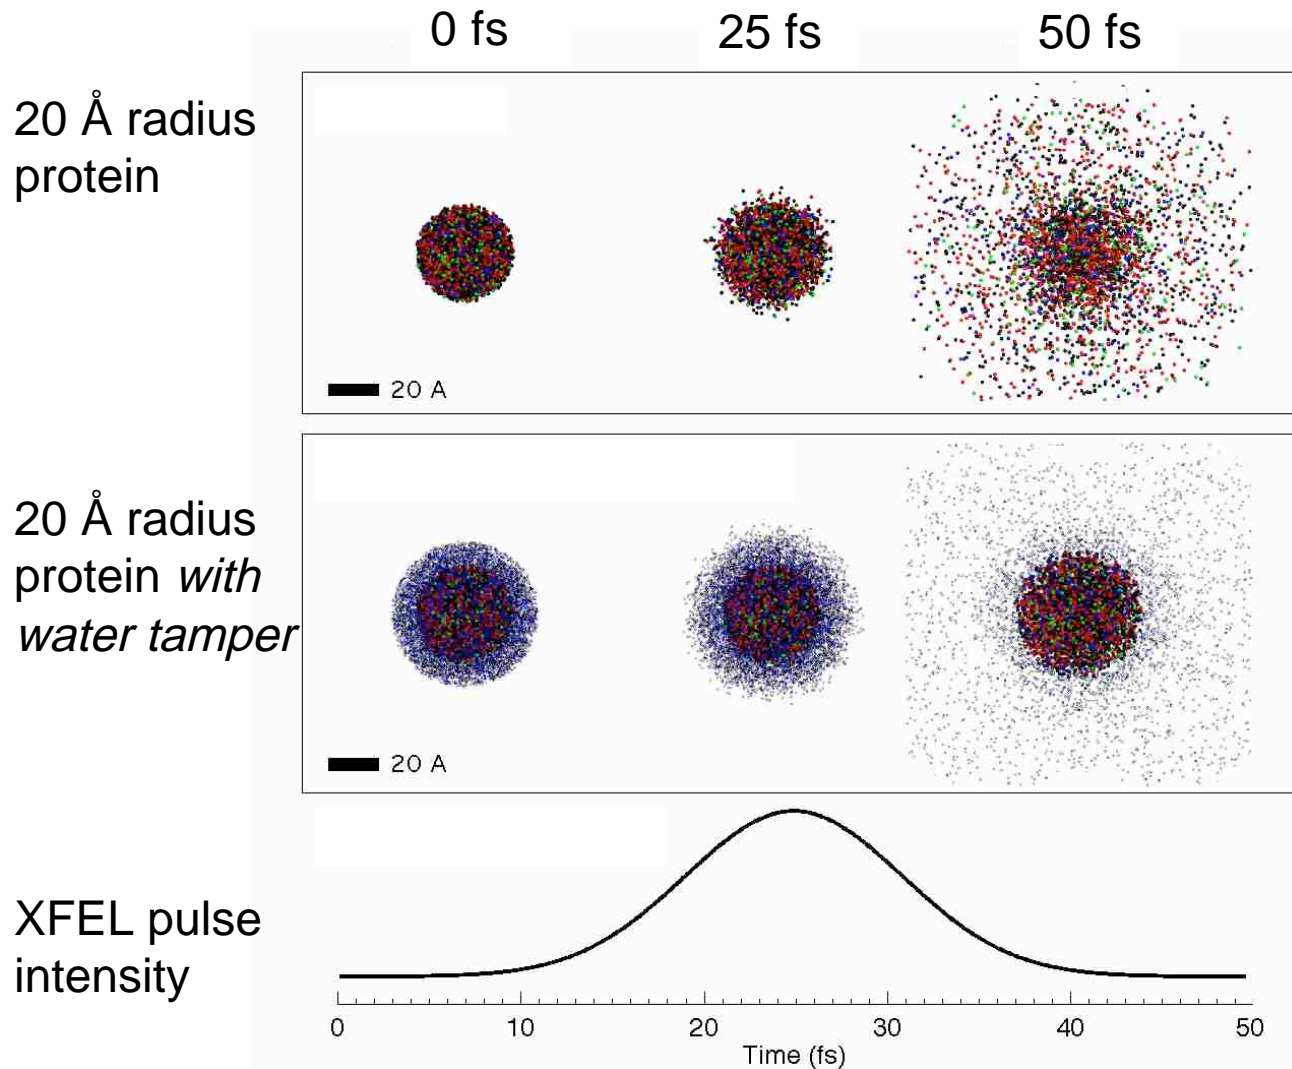 0 fs 25 fs 50 fs
20 Å radius
protein
20 A
20 Å radius
protein with
water tamper
20 A
XFEL pulse
intensity
0 10 20 30 40 50
Time (fs)